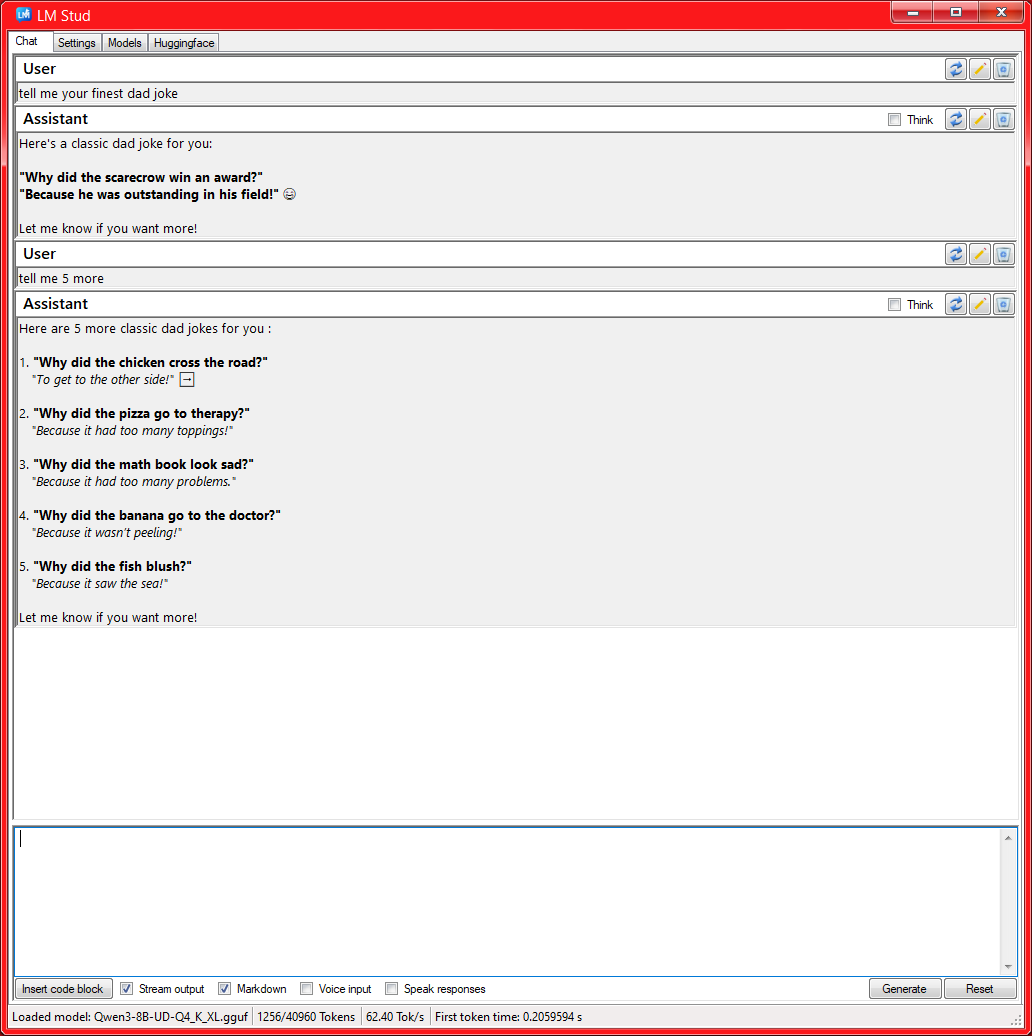 LM Stud
Chat Settings Models Huggingface
User
tell me your finest dad joke
Assistant Think
Here's a classic dad joke for you:
"Why did the scarecrow win an award?"
"Because he was outstanding in his field!" 😄
Let me know if you want more!
User
tell me 5 more
Assistant Think
Here are 5 more classic dad jokes for you :
1. "Why did the chicken cross the road?"
"To get to the other side!" ➡
2. "Why did the pizza go to therapy?"
"Because it had too many toppings!"
3. "Why did the math book look sad?"
"Because it had too many problems."
4. "Why did the banana go to the doctor?"
"Because it wasn't peeling!"
5. "Why did the fish blush?"
"Because it saw the sea!"
Let me know if you want more!
Insert code block Stream output Markdown Voice input Speak responses Generate Reset
Loaded model: Qwen3-8B-UD-Q4_K_XL.gguf 1256/40960 Tokens 62.40 Tok/s First token time: 0.2059594 s